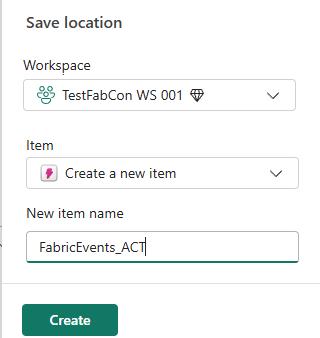 Save location
Workspace
TestFabCon WS 001
Item
Create a new item
New item name
FabricEvents_ACT
Create